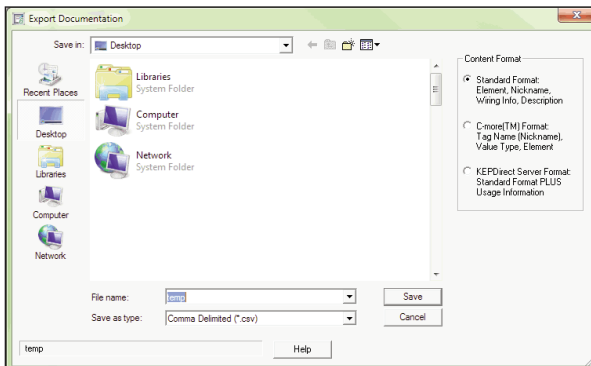 Export Documentation
Save in:
Desktop
Recent Places
Desktop
Libraries
Computer
Network
Libraries
System Folder
Computer
System Folder
Network
System Folder
Content Format
Standard Format:
Element, Nickname,
Wiring Info, Description
C-more(TM) Format:
Tag Name (Nickname),
Value Type, Element
KEPDirect Server Format:
Standard Format PLUS
Usage Information
File name:
temp
Save
Save as type:
Comma Delimited (*.csv)
Cancel
temp
Help